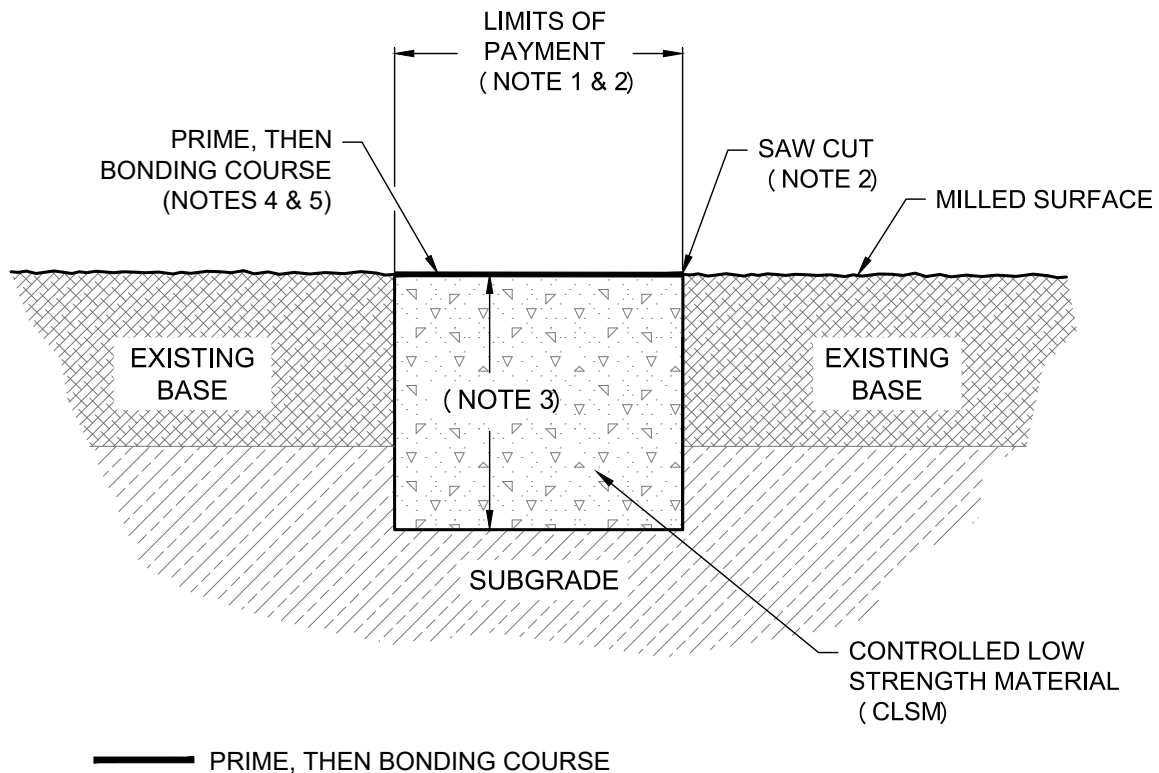 LIMITS OF
PAYMENT
( NOTE 1 & 2)
PRIME, THEN
BONDING COURSE
(NOTES 4 & 5)
SAW CUT
( NOTE 2)
MILLED SURFACE
EXISTING
BASE
( NOTE 3)
EXISTING
BASE
SUBGRADE
CONTROLLED LOW
STRENGTH MATERIAL
( CLSM)
PRIME, THEN BONDING COURSE